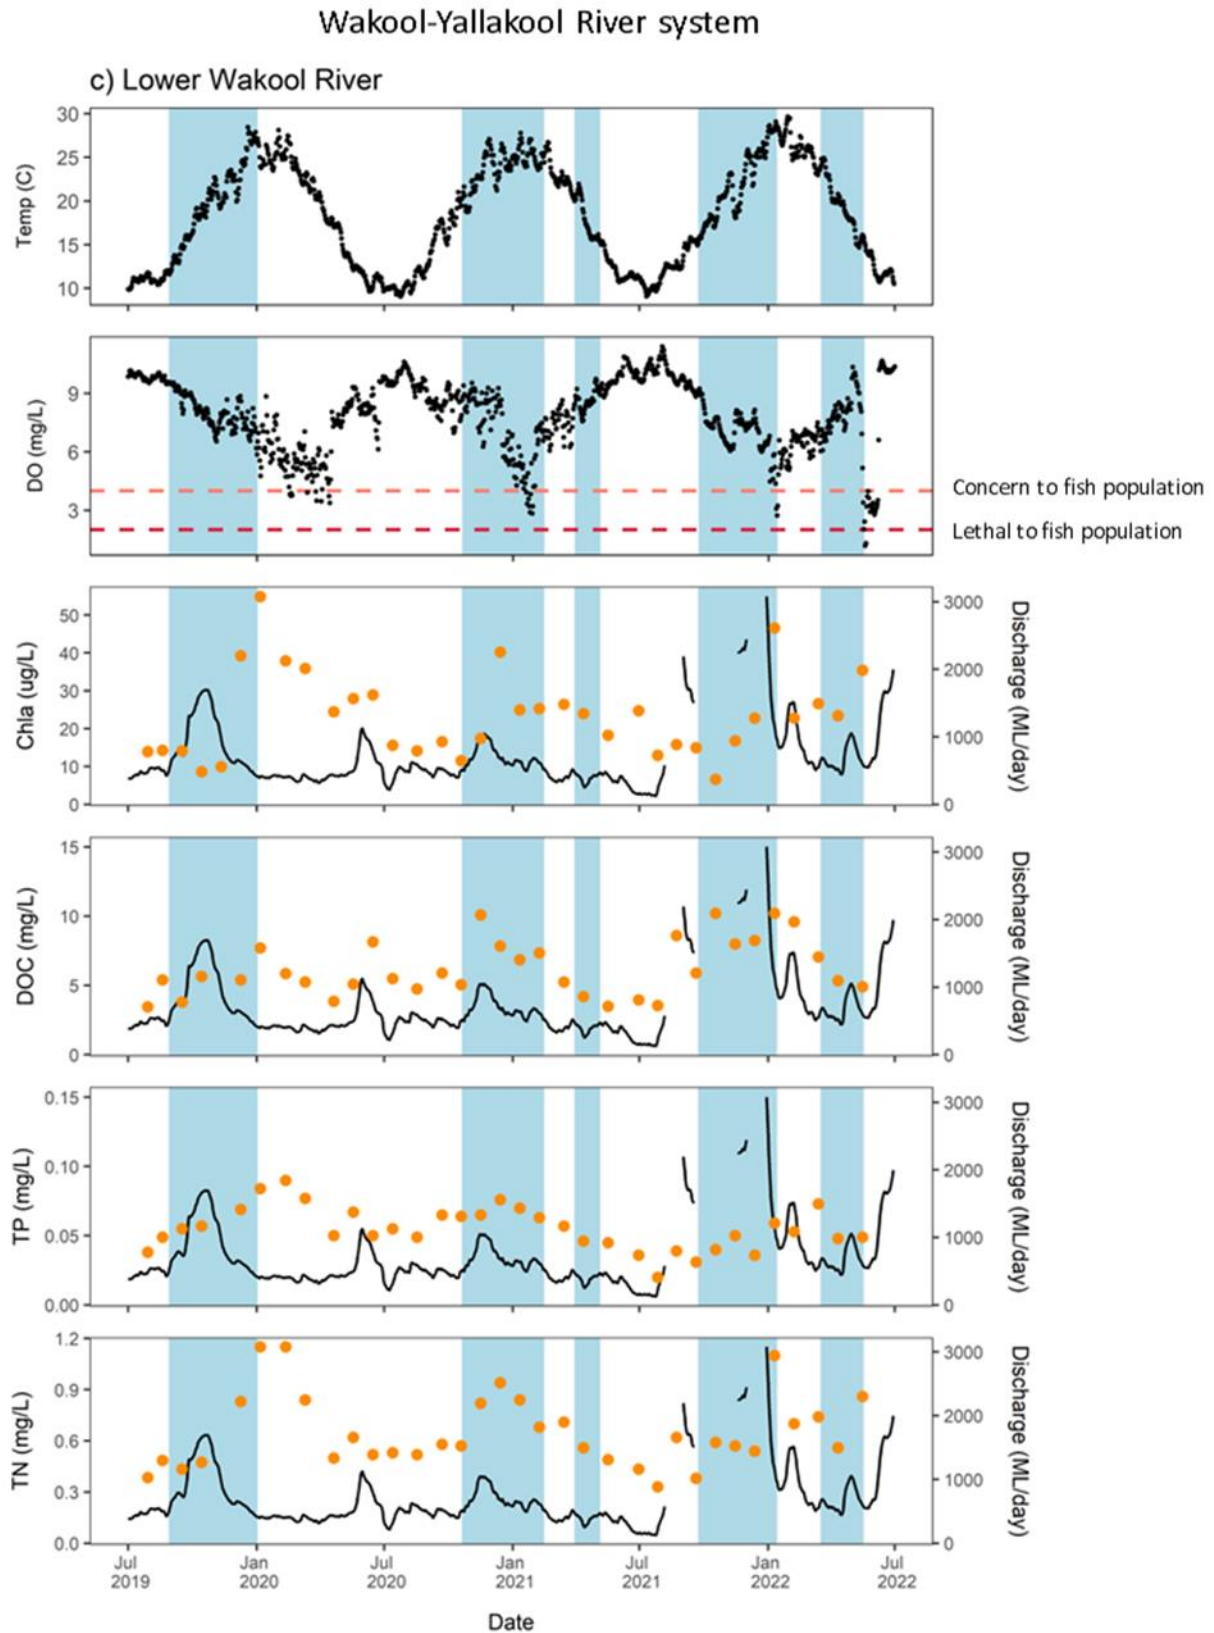 Wakool-Yallakool River system
c) Lower Wakool River
Temp (C)
30
25
20
15
10
DO (mg/L)
9
6
3
Concern to fish population
Lethal to fish population
Chla (ug/L)
50
40
30
20
10
0
3000
2000
1000
0
Discharge (ML/day)
DOC (mg/L)
15
10
5
0
3000
2000
1000
0
Discharge (ML/day)
TP (mg/L)
0.15
0.10
0.05
0.00
3000
2000
1000
0
Discharge (ML/day)
TN (mg/L)
1.2
0.9
0.6
0.3
0.0
3000
2000
1000
0
Discharge (ML/day)
Jul Jan Jul Jan Jul Jan Jul
2019 2020 2020 2021 2021 2022 2022
Date